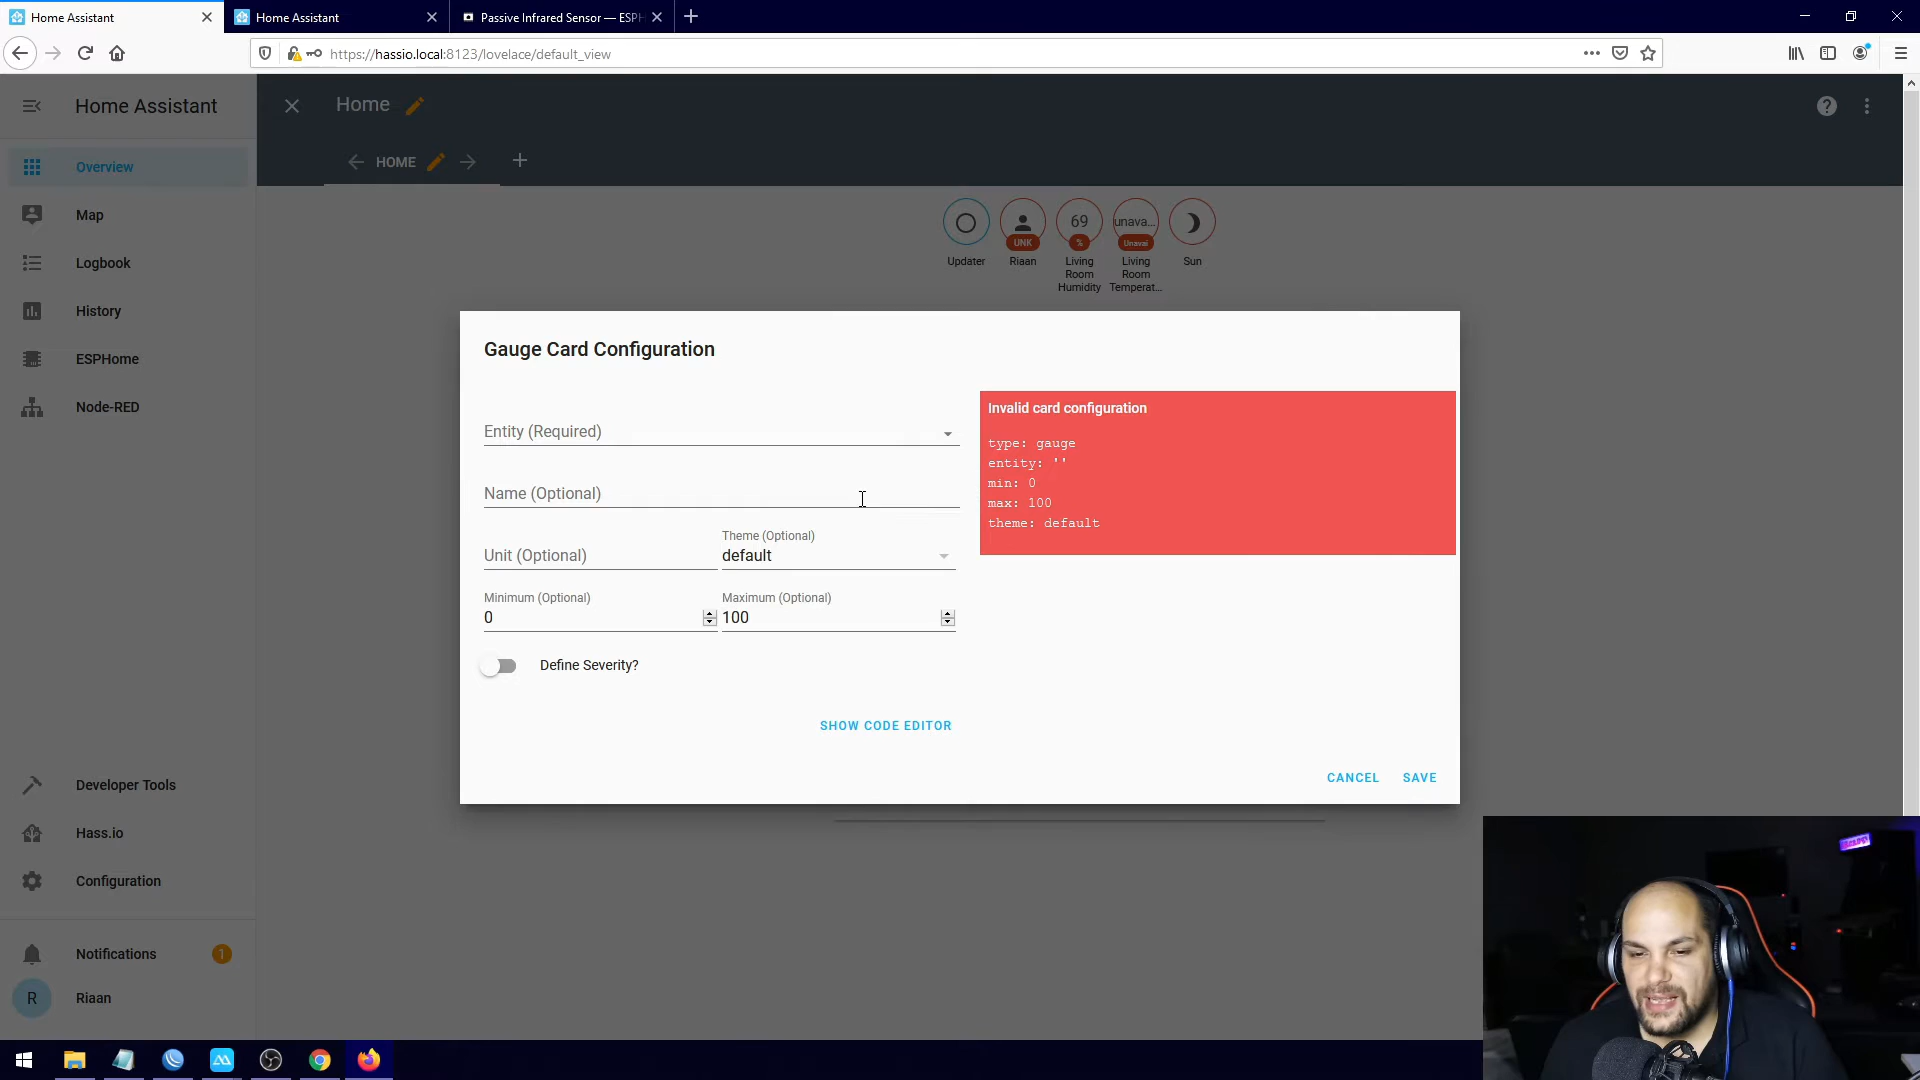 Home Assistant
Home Assistant
Passive Infrared Sensor — ESPH
https://hassio.local:8123/lovelace/default_view
Home Assistant
Home
HOME
Overview
Map
Logbook
History
ESPHome
Node-RED
69
unava...
UNK
%
Unavai
Updater
Riaan
Living Room Humidity
Living Room Temperat...
Sun
Gauge Card Configuration
Entity (Required)
Name (Optional)
Unit (Optional)
Theme (Optional)
default
Minimum (Optional)
0
Maximum (Optional)
100
Define Severity?
SHOW CODE EDITOR
Invalid card configuration
type: gauge
entity: ''
min: 0
max: 100
theme: default
CANCEL
SAVE
Developer Tools
Hass.io
Configuration
Notifications
1
R
Riaan